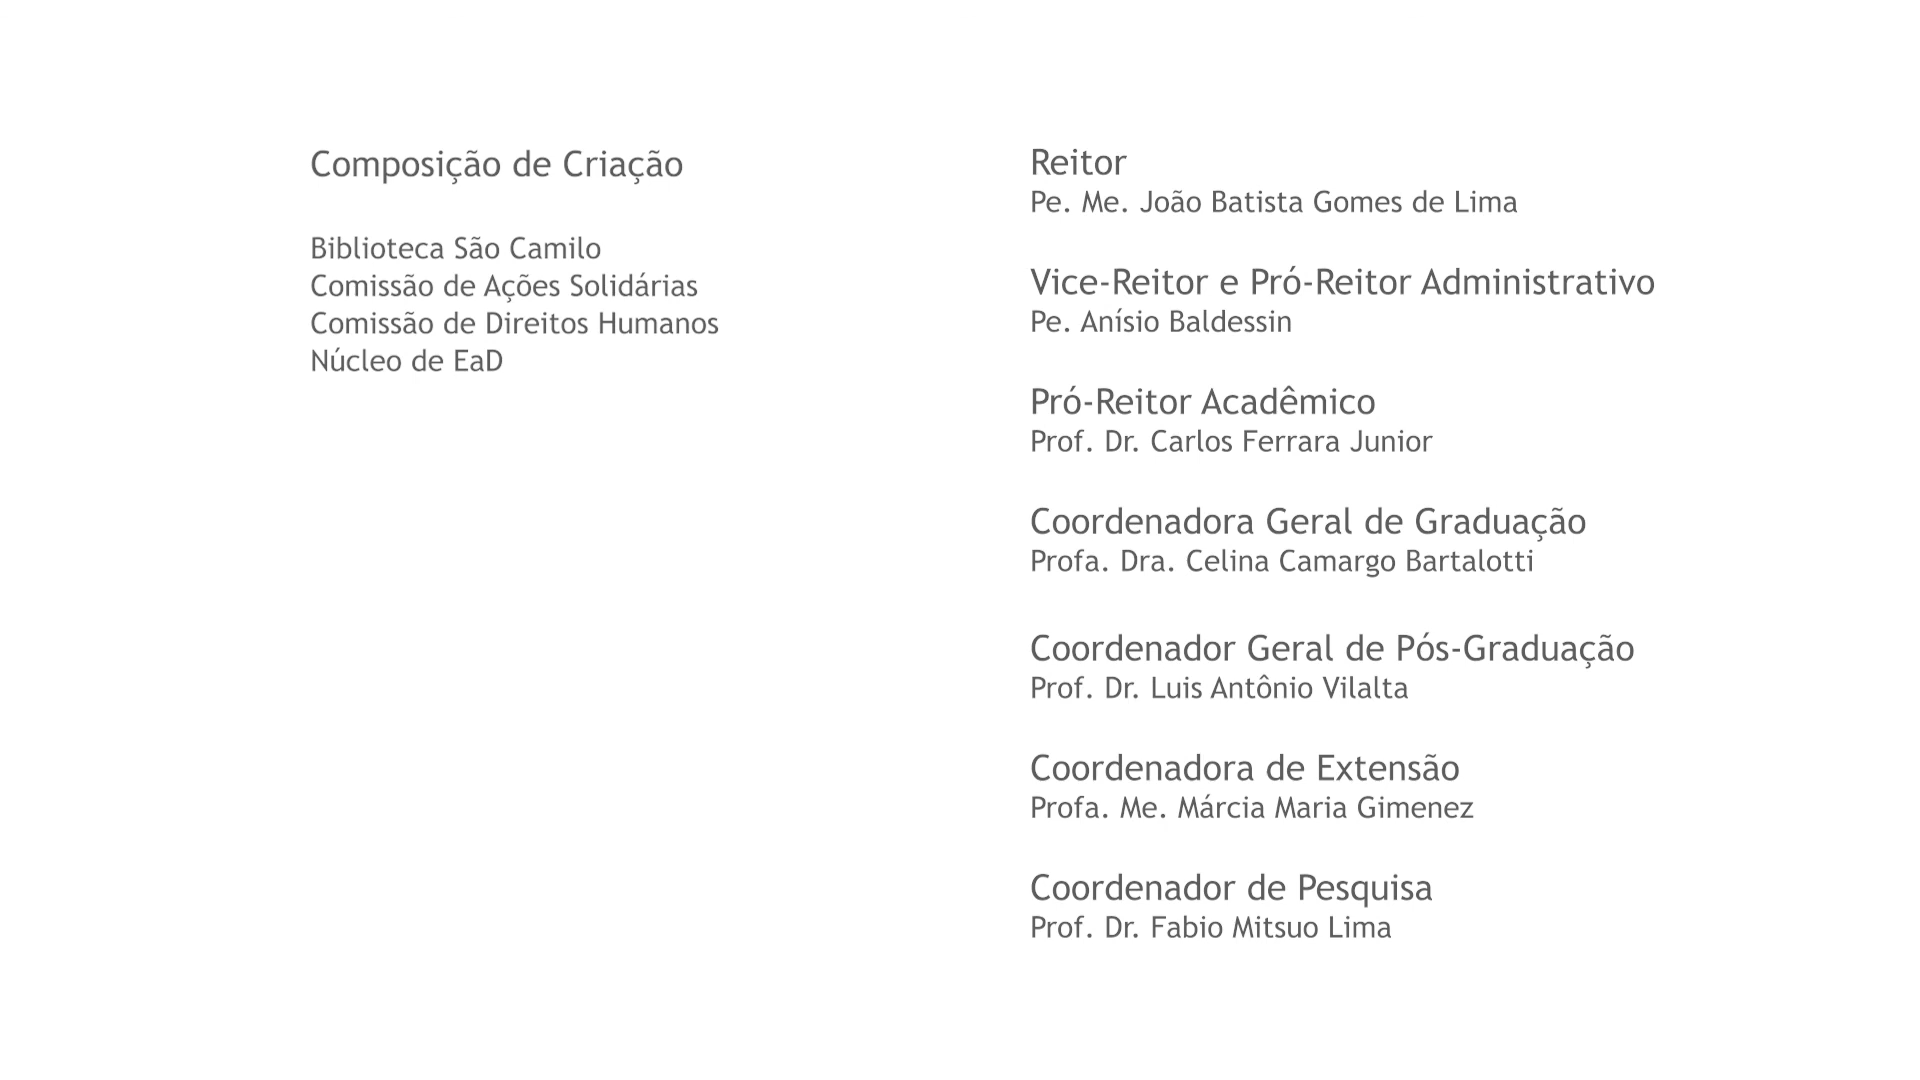 Composição de Criação
Biblioteca São Camilo
Comissão de Ações Solidárias
Comissão de Direitos Humanos
Núcleo de EaD
Reitor
Pe. Me. João Batista Gomes de Lima
Vice-Reitor e Pró-Reitor Administrativo
Pe. Anísio Baldessin
Pró-Reitor Acadêmico
Prof. Dr. Carlos Ferrara Junior
Coordenadora Geral de Graduação
Profa. Dra. Celina Camargo Bartalotti
Coordenador Geral de Pós-Graduação
Prof. Dr. Luis Antônio Vilalta
Coordenadora de Extensão
Profa. Me. Márcia Maria Gimenez
Coordenador de Pesquisa
Prof. Dr. Fabio Mitsuo Lima